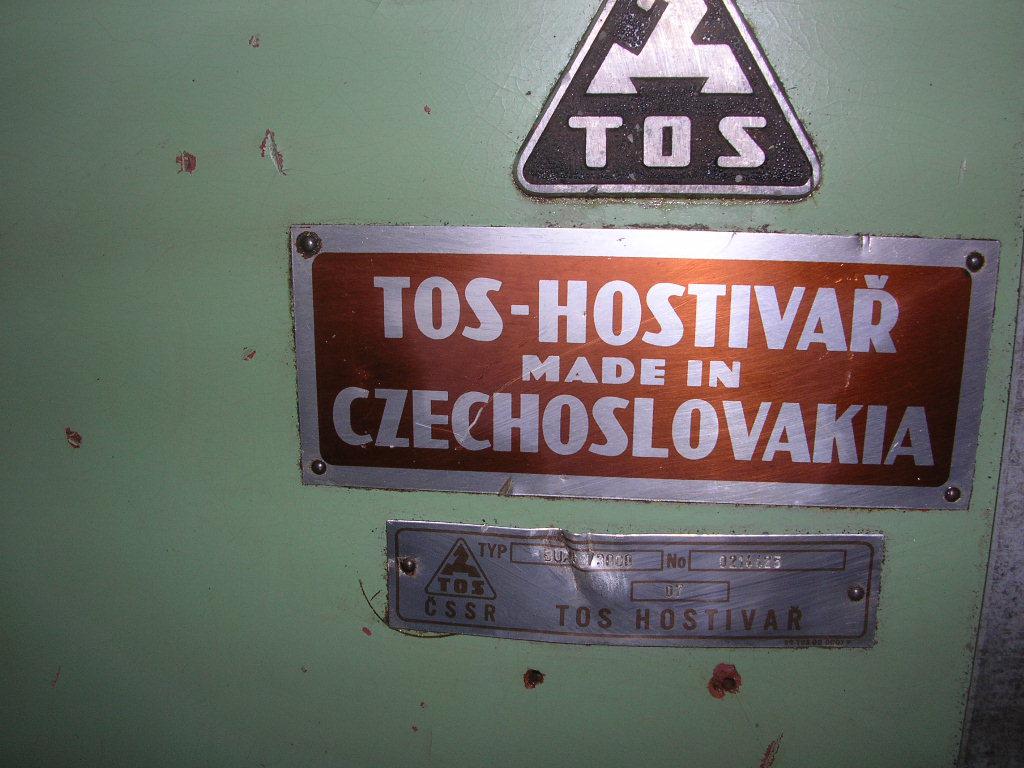 TOS
TOS-HOSTIVAŘ
MADE IN
CZECHOSLOVAKIA
TYP No
TOS
ČSSR TOS HOSTIVAŘ